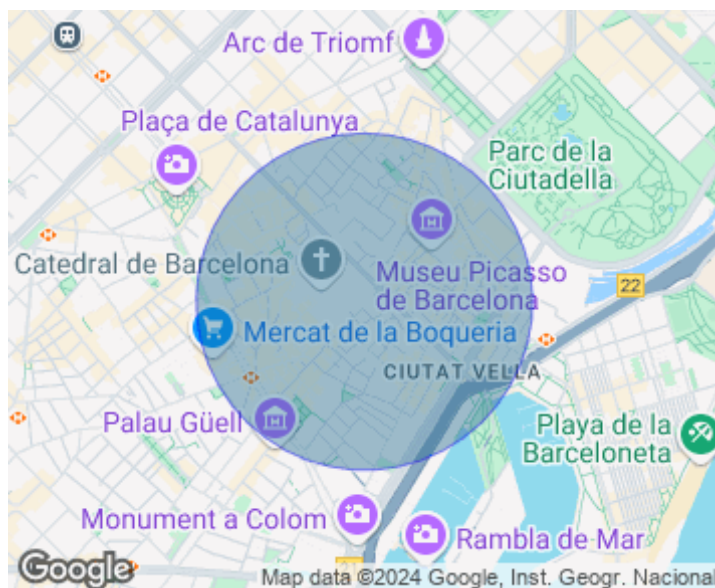 Arc de Triomf
Plaça de Catalunya
Parc de la
Ciutadella
Catedral de Barcelona
Museu Picasso
de Barcelona
22
Mercat de la Boqueria
CIUTAT VELLA
Palau Güell
Playa de la
Barceloneta
Monument a Colom
Rambla de Mar
Google
Map data ©2024 Google, Inst. Geogr. Nacional